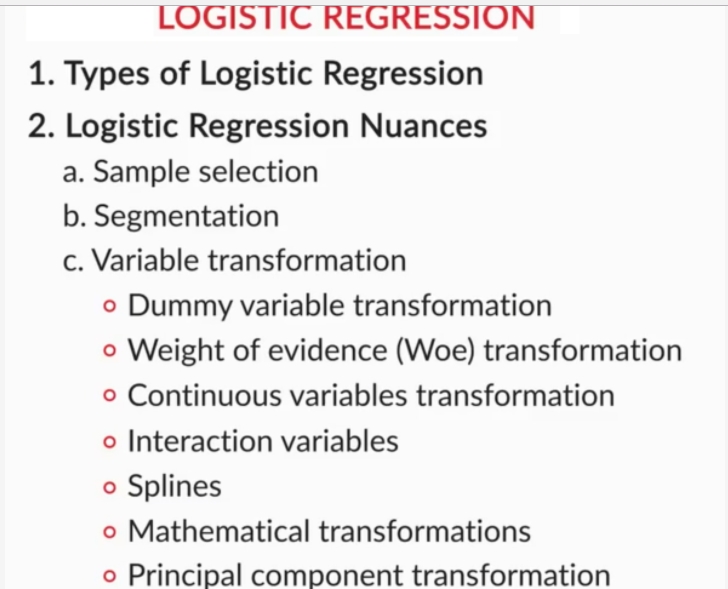 LOGISTIC REGRESSION
1. Types of Logistic Regression
2. Logistic Regression Nuances
a. Sample selection
b. Segmentation
c. Variable transformation
Dummy variable transformation
Weight of evidence (Woe) transformation
Continuous variables transformation
Interaction variables
Splines
Mathematical transformations
Principal component transformation